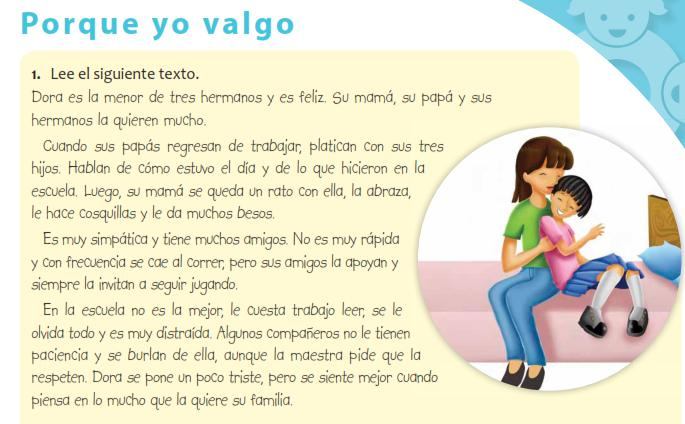 Porque yo valgo
1. Lee el siguiente texto.
Dora es la menor de tres hermanos y es feliz. Su mamá, su papá y sus
hermanos la quieren mucho.
Cuando sus papás regresan de trabajar, platican con sus tres
hijos. Hablan de cómo estuvo el día y de lo que hicieron en la
escuela. Luego, su mamá se queda un rato con ella, la abraza,
le hace cosquillas y le da muchos besos.
Es muy simpática y tiene muchos amigos. No es muy rápida
y con frecuencia se cae al correr, pero sus amigos la apoyan y
siempre la invitan a seguir jugando.
En la escuela no es la mejor, le cuesta trabajo leer, se le
olvida todo y es muy distraída. Algunos compañeros no le tienen
paciencia y se burlan de ella, aunque la maestra pide que la
respeten. Dora se pone un poco triste, pero se siente mejor cuando
piensa en lo mucho que la quiere su familia.